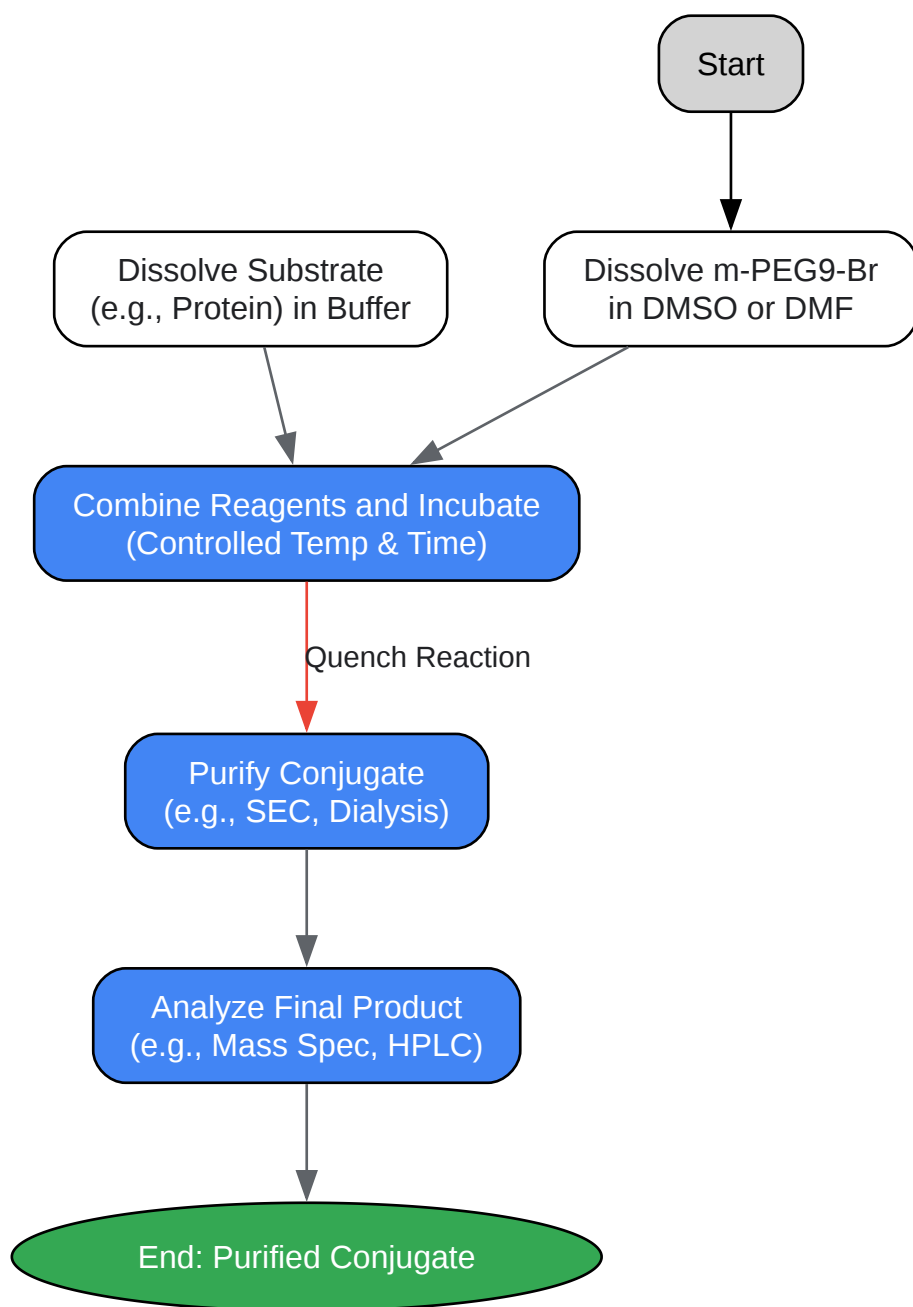 Start
Dissolve Substrate
(e.g., Protein) in Buffer
Dissolve m-PEG9-Br
in DMSO or DMF
Combine Reagents and Incubate
(Controlled Temp & Time)
Quench Reaction
Purify Conjugate
(e.g., SEC, Dialysis)
Analyze Final Product
(e.g., Mass Spec, HPLC)
End: Purified Conjugate